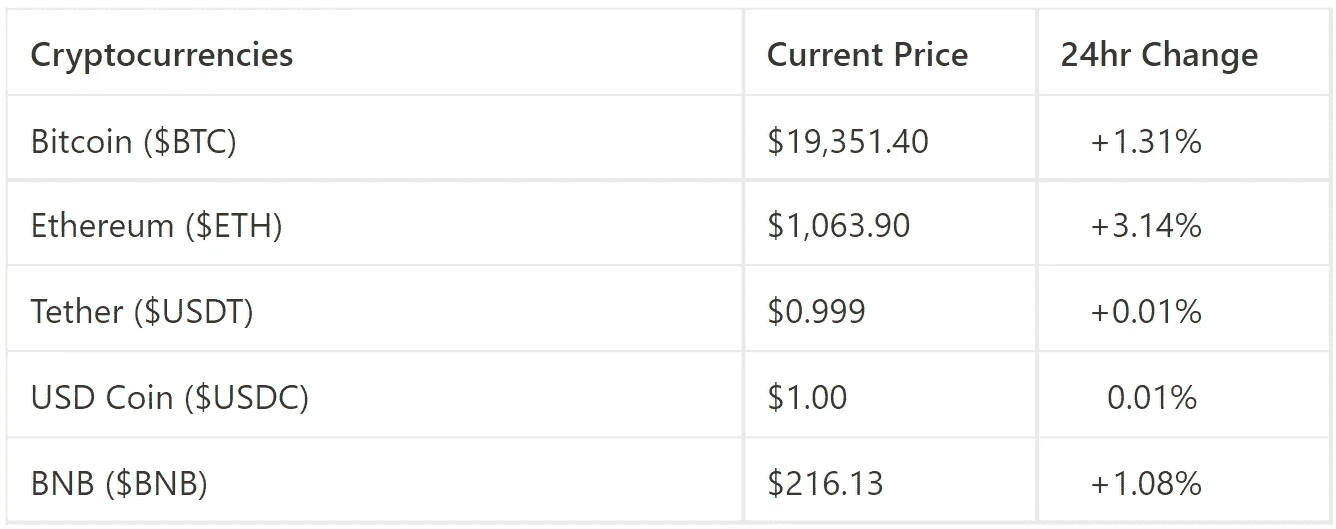 Cryptocurrencies Current Price 24hr Change
Bitcoin ($BTC) $19,351.40 +1.31%
Ethereum ($ETH) $1,063.90 +3.14%
Tether ($USDT) $0.999 +0.01%
USD Coin ($USDC) $1.00 0.01%
BNB ($BNB) $216.13 +1.08%